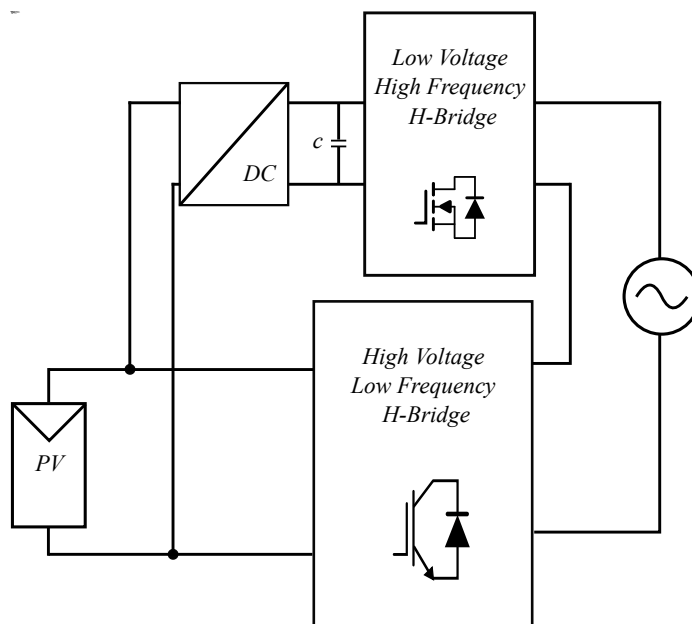 Low Voltage
High Frequency
H-Bridge
DC
c
High Voltage
Low Frequency
H-Bridge
PV